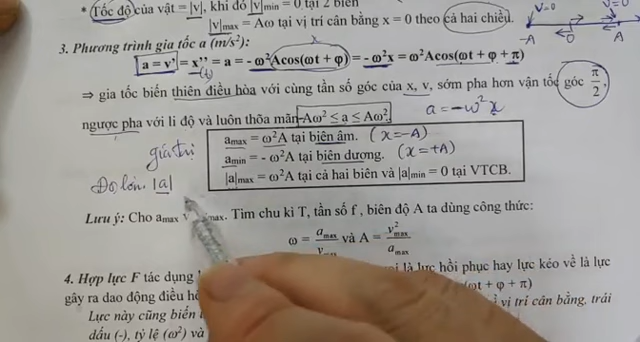 * Tốc độ của vật = |v|, khi đó |v|min = 0 tại 2 biên
|v|max = Aω tại vị trí cân bằng x = 0 theo cả hai chiều.
V=0
V=0
-A
O
A
3. Phương trình gia tốc a (m/s²):
x
a = v' = x'' = a = - ω²Acos(ωt + φ) = - ω²x = ω²Acos(ωt + φ + π)
(t)
⇒ gia tốc biến thiên điều hòa với cùng tần số góc của x, v, sớm pha hơn vận tốc góc π/2,
a = -ω²x
ngược pha với li độ và luôn thõa mãn -Aω² ≤ a ≤ Aω²
giá trị
Độ lớn |a|
amax = ω²A tại biên âm. (x=-A)
amin = - ω²A tại biên dương. (x=+A)
|a|max = ω²A tại cả hai biên và |a|min = 0 tại VTCB.
Lưu ý: Cho amax max. Tìm chu kì T, tần số f , biên độ A ta dùng công thức:
ω = amax/v và A = v²max/amax
4. Hợp lực F tác dụng
là lực hồi phục hay lực kéo về là lực
gây ra dao động điều hò
(ωt + φ + π)
Lực này cũng biến
vị trí cân bằng, trái
dấu (-), tỷ lệ (ω²) và